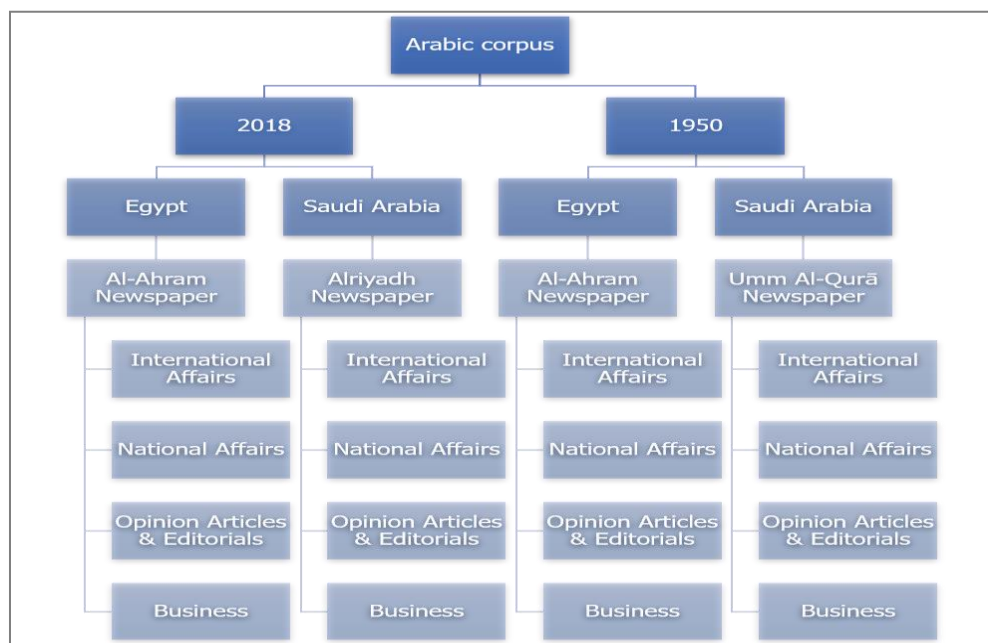 Arabic corpus
2018
1950
Egypt
Saudi Arabia
Egypt
Saudi Arabia
Al-Ahram
Newspaper
Alriyadh
Newspaper
Al-Ahram
Newspaper
Umm Al-Qurā
Newspaper
International
Affairs
International
Affairs
International
Affairs
International
Affairs
National Affairs
National Affairs
National Affairs
National Affairs
Opinion Articles
& Editorials
Opinion Articles
& Editorials
Opinion Articles
& Editorials
Opinion Articles
& Editorials
Business
Business
Business
Business